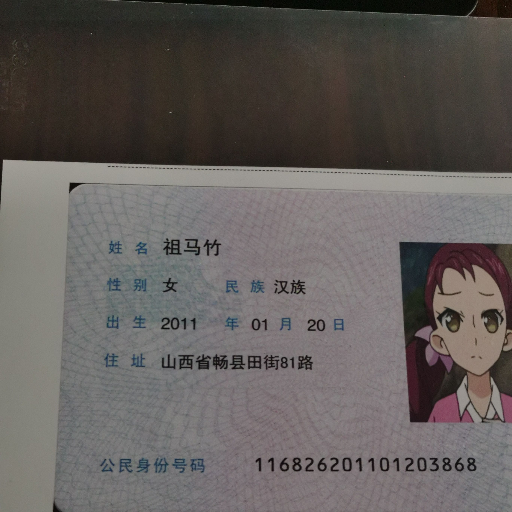 姓名 祖马竹
性别 女 民族 汉族
出生 2011 年 01 月 20 日
住址 山西省畅县田街81路
公民身份号码 116826201101203868